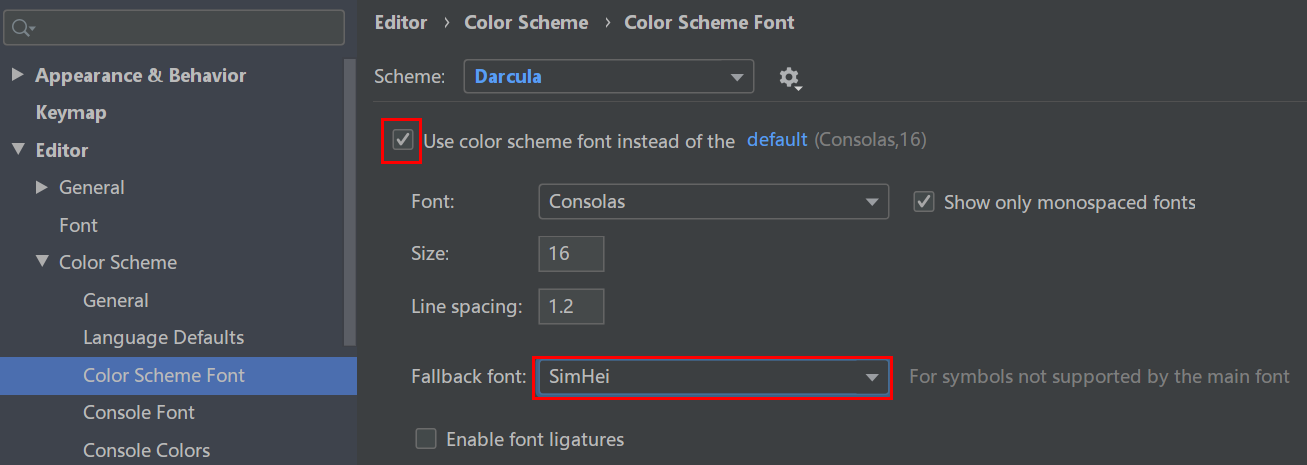 Appearance & Behavior
Keymap
Editor
General
Font
Color Scheme
General
Language Defaults
Color Scheme Font
Console Font
Console Colors
Editor › Color Scheme › Color Scheme Font
Scheme: Darcula
Use color scheme font instead of the default (Consolas,16)
Font: Consolas Show only monospaced fonts
Size: 16
Line spacing: 1.2
Fallback font: SimHei For symbols not supported by the main font
Enable font ligatures